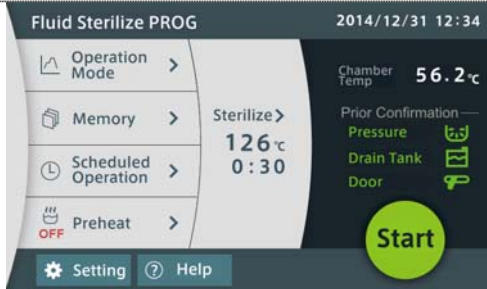 Fluid Sterilize PROG
2014/12/31 12:34
Operation
Mode >
Memory >
Scheduled
Operation >
OFF Preheat >
Sterilize >
126℃
0:30
Chamber
Temp 56.2℃
Prior Confirmation
Pressure
Drain Tank
Door
Start
Setting
? Help